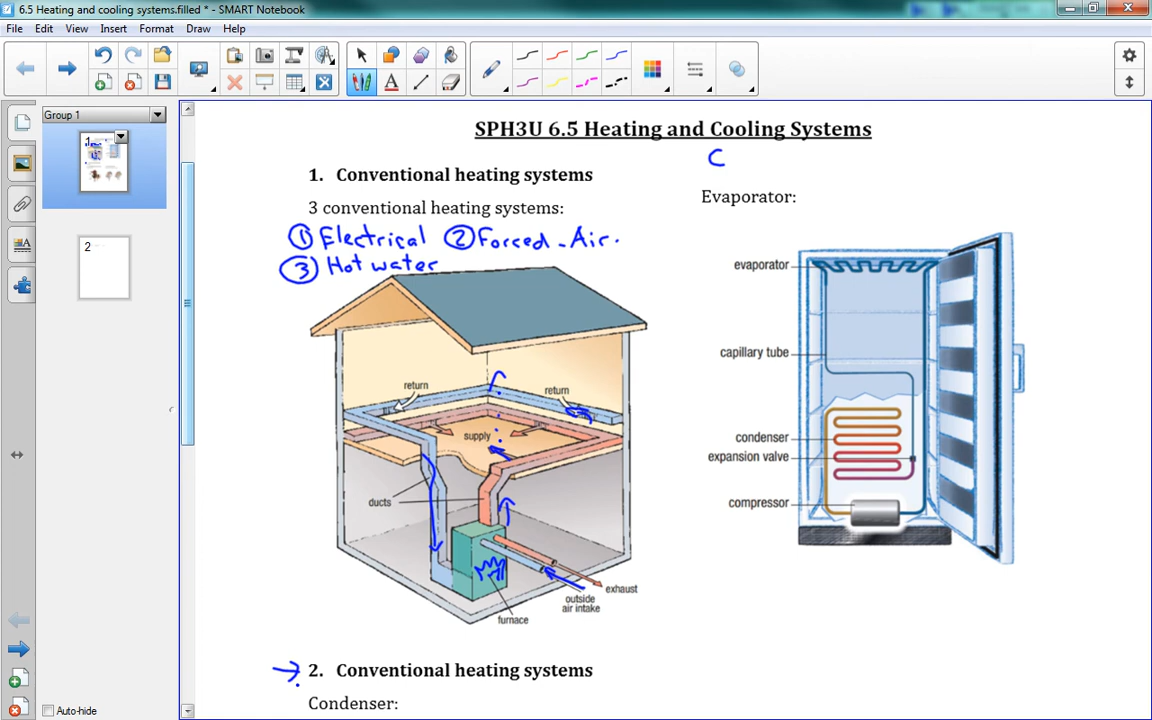 6.5 Heating and cooling systems.filled * - SMART Notebook
File Edit View Insert Format Draw Help
Group 1
1
2
Auto-hide
SPH3U 6.5 Heating and Cooling Systems
C
1. Conventional heating systems
3 conventional heating systems:
① Electrical ② Forced-Air.
③ Hot water
return
return
supply
ducts
exhaust
outside
air intake
furnace
→ 2. Conventional heating systems
Condenser:
Evaporator:
evaporator
capillary tube
condenser
expansion valve
compressor